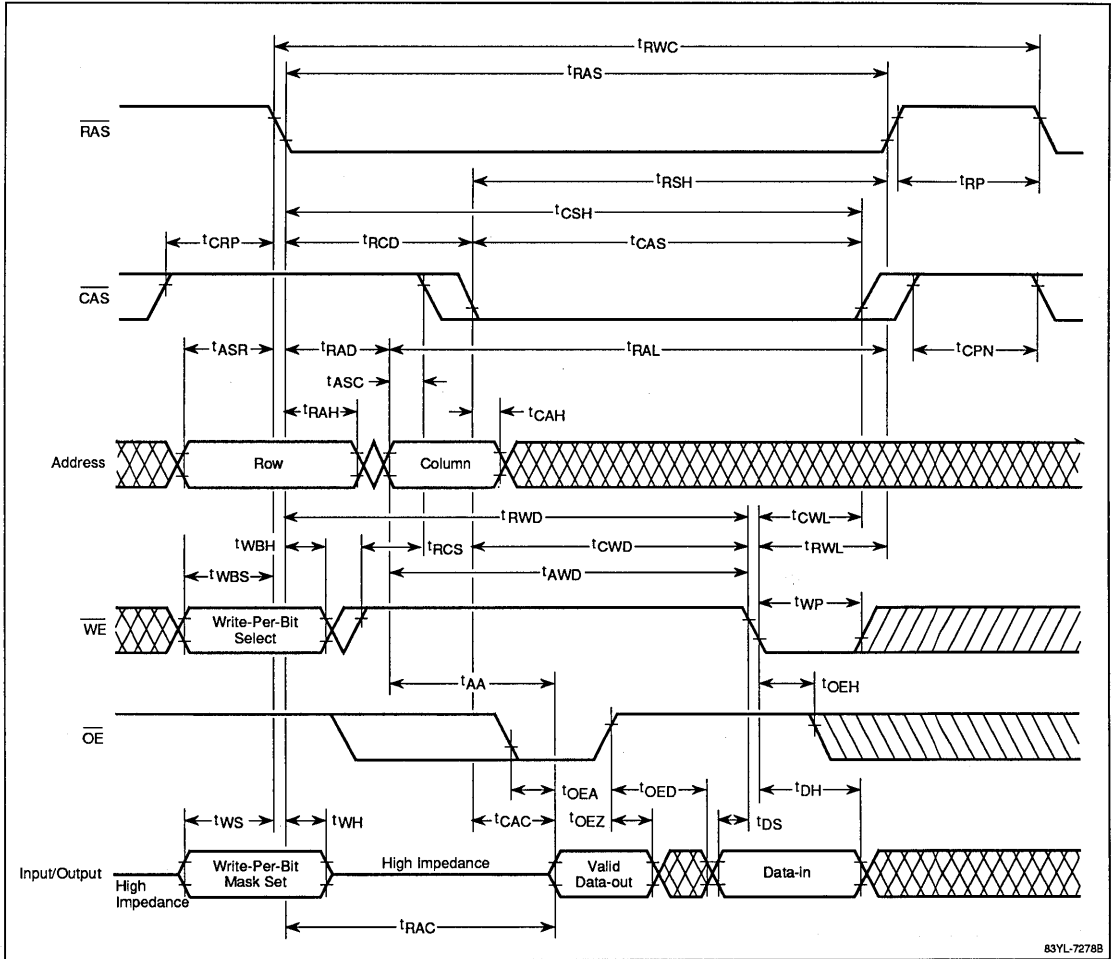 tRWC
tRAS
RAS
tRSH
tRP
tCSH
tCRP
tRCD
tCAS
CAS
tASR
tRAD
tRAL
tCPN
tASC
tRAH
tCAH
Address
Row
Column
tRWD
tCWL
tWBH
tRCS
tCWD
tRWL
tWBS
tAWD
tWP
WE
Write-Per-Bit
Select
tAA
tOEH
OE
tOEA
tOED
tDH
tWS
tWH
tCAC
tOEZ
tDS
Input/Output
High
Impedance
Write-Per-Bit
Mask Set
High Impedance
Valid
Data-out
Data-in
tRAC
83YL-7278B